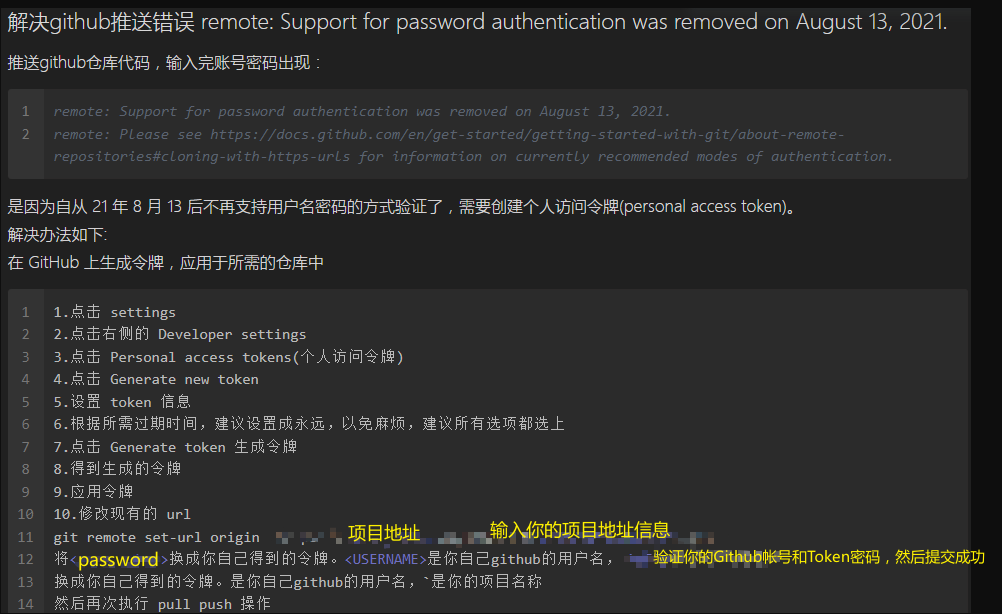 解决github推送错误 remote: Support for password authentication was removed on August 13, 2021.
推送github仓库代码，输入完账号密码出现：
1 remote: Support for password authentication was removed on August 13, 2021.
2 remote: Please see https://docs.github.com/en/get-started/getting-started-with-git/about-remote-
repositories#cloning-with-https-urls for information on currently recommended modes of authentication.
是因为自从 21 年 8 月 13 后不再支持用户名密码的方式验证了，需要创建个人访问令牌(personal access token)。
解决办法如下:
在 GitHub 上生成令牌，应用于所需的仓库中
1 1.点击 settings
2 2.点击右侧的 Developer settings
3 3.点击 Personal access tokens(个人访问令牌)
4 4.点击 Generate new token
5 5.设置 token 信息
6 6.根据所需过期时间，建议设置成永远，以免麻烦，建议所有选项都选上
7 7.点击 Generate token 生成令牌
8 8.得到生成的令牌
9 9.应用令牌
10 10.修改现有的 url
11 git remote set-url origin 项目地址 输入你的项目地址信息
12 将<password>换成你自己得到的令牌。<USERNAME>是你自己github的用户名， 验证你的Github帐号和Token密码，然后提交成功
13 换成你自己得到的令牌。是你自己github的用户名，`是你的项目名称
14 然后再次执行 pull push 操作